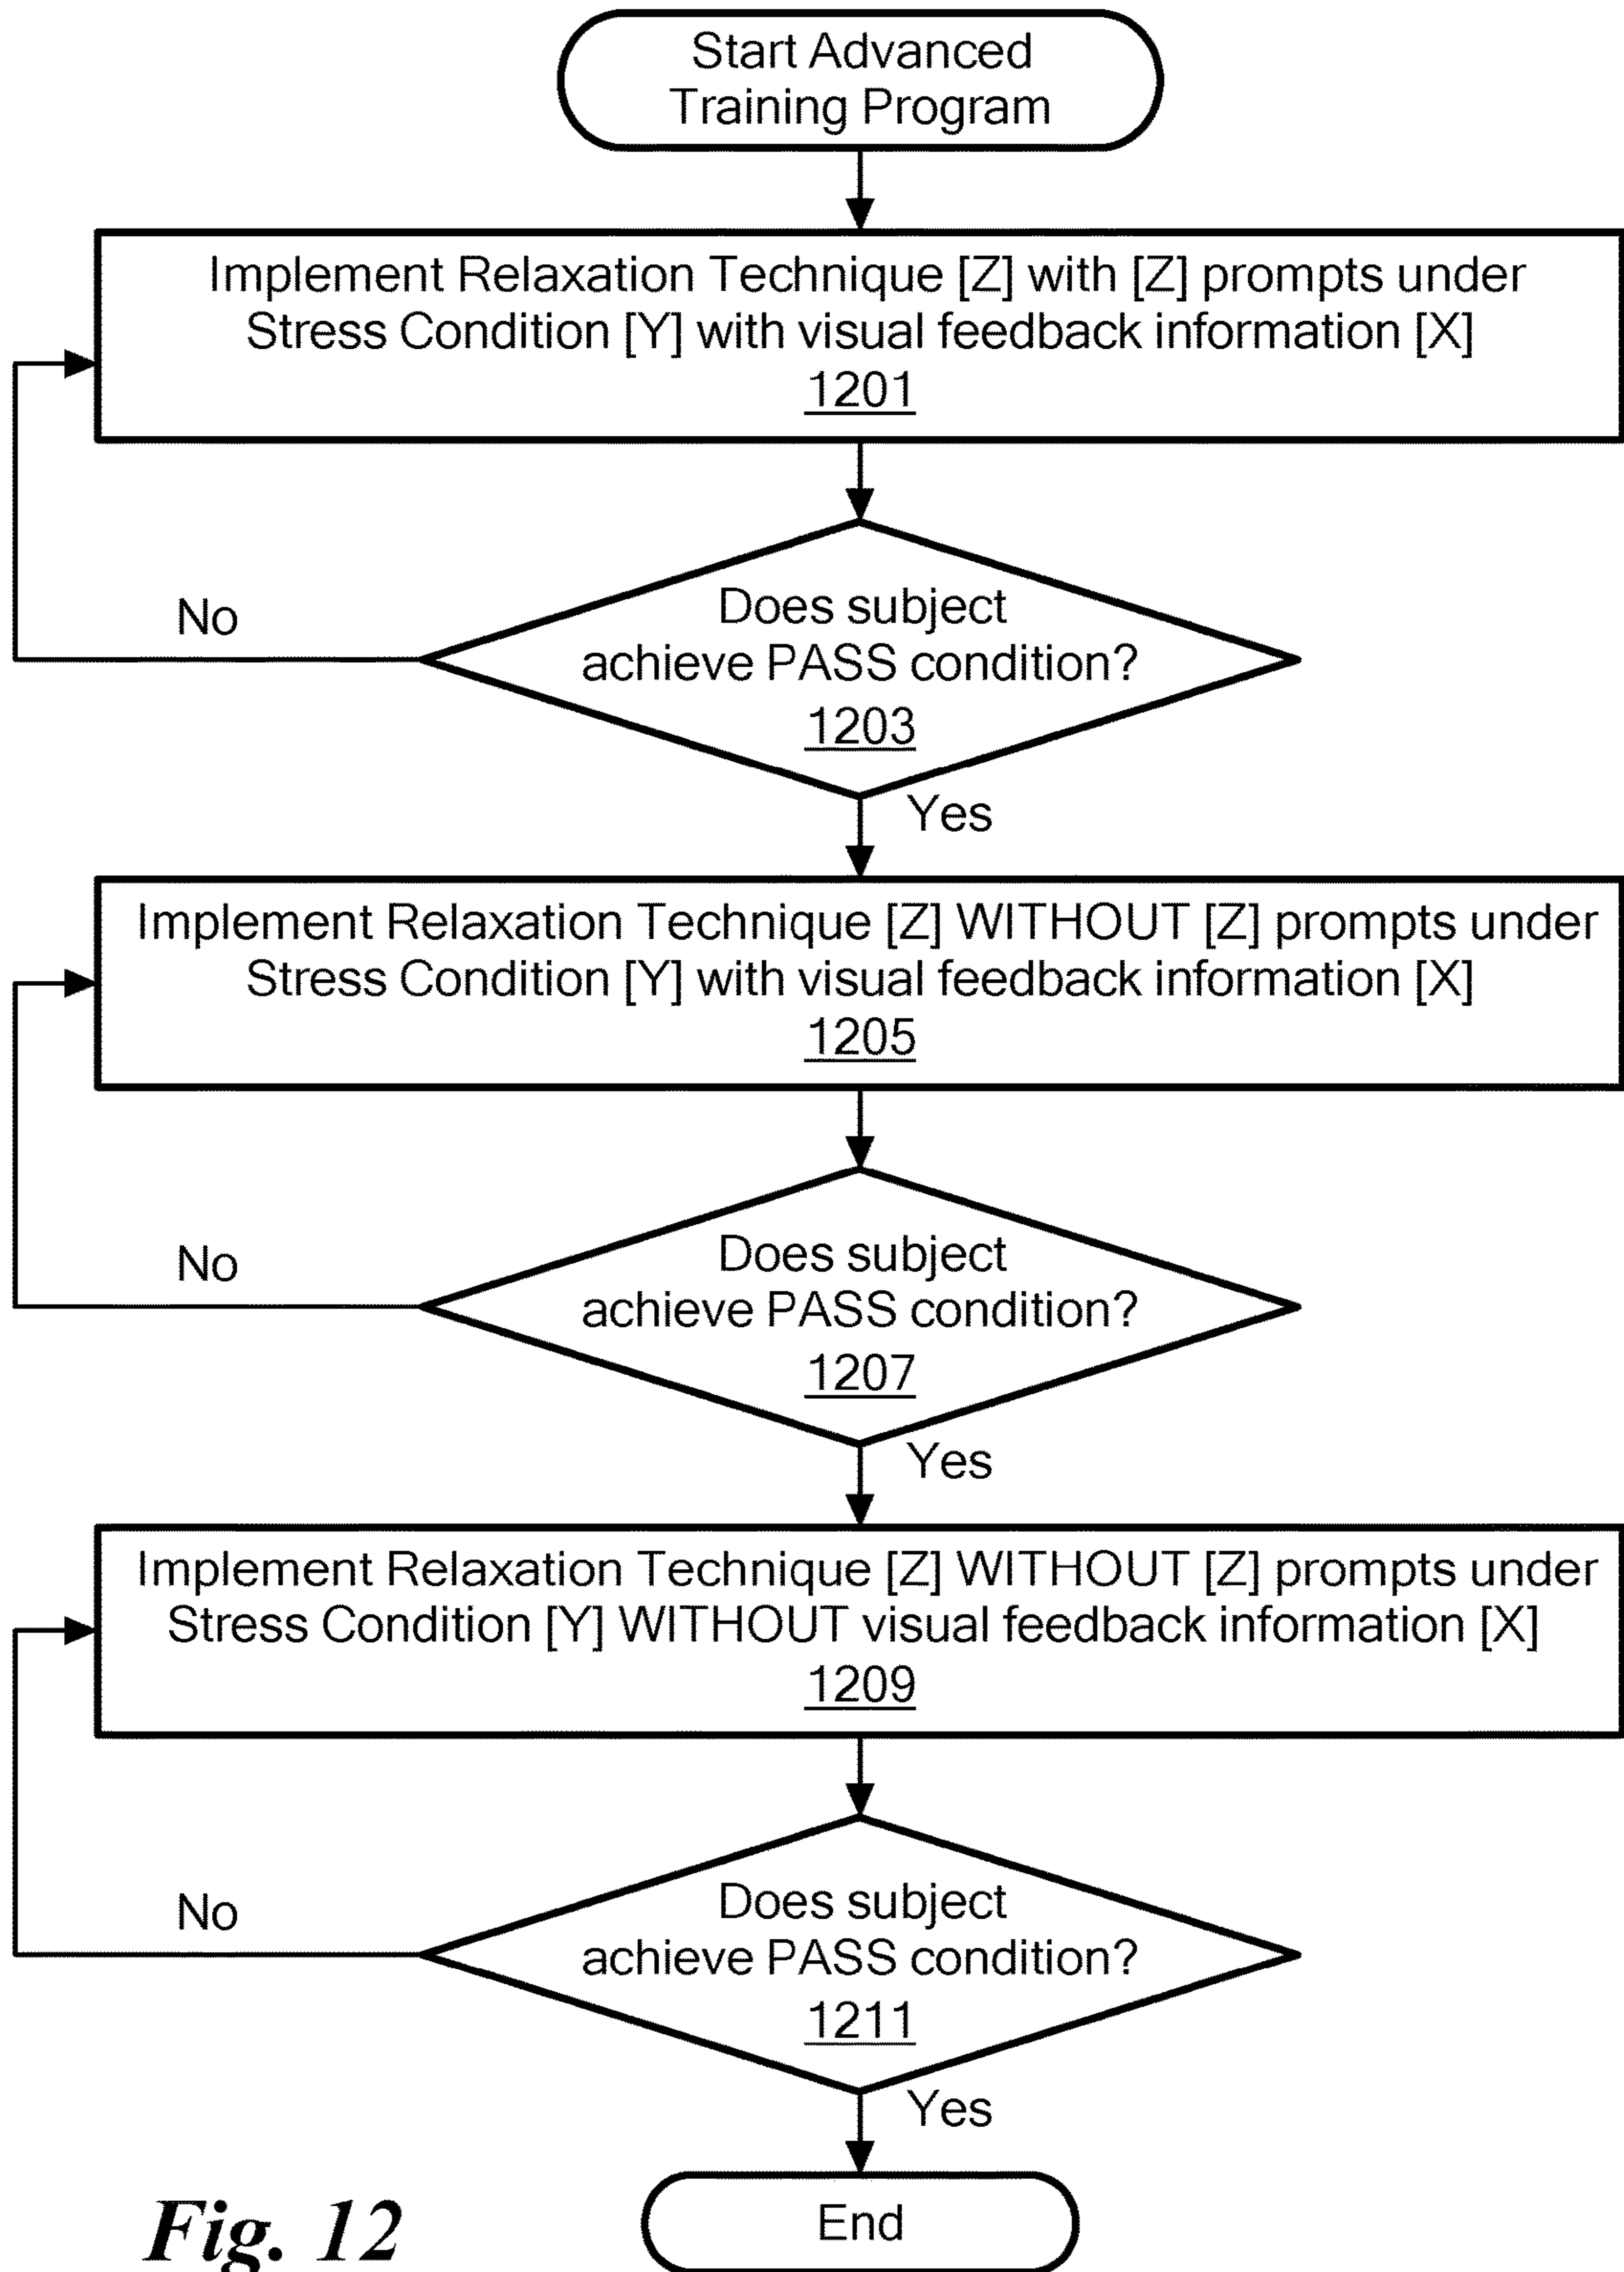 Start Advanced
Training Program
Implement Relaxation Technique [Z] with [Z] prompts under
Stress Condition [Y] with visual feedback information [X]
1201
Does subject
achieve PASS condition?
1203
No
Yes
Implement Relaxation Technique [Z] WITHOUT [Z] prompts under
Stress Condition [Y] with visual feedback information [X]
1205
Does subject
achieve PASS condition?
1207
No
Yes
Implement Relaxation Technique [Z] WITHOUT [Z] prompts under
Stress Condition [Y] WITHOUT visual feedback information [X]
1209
Does subject
achieve PASS condition?
1211
No
Yes
End
Fig. 12